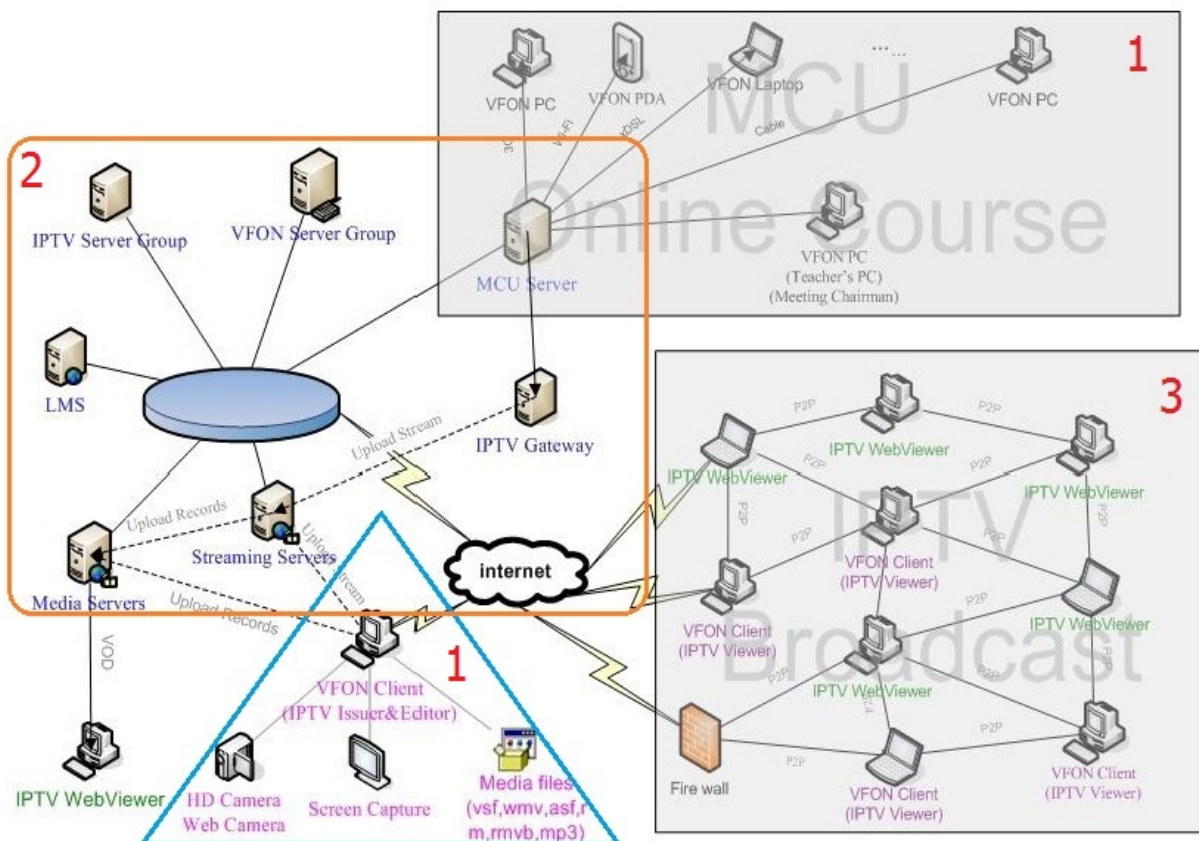 1
VFON PC
VFON PDA
VFON Laptop
... ...
VFON PC
MCU
Wi-Fi
xDSL
Cable
Online Course
VFON PC
(Teacher's PC)
(Meeting Chairman)
2
IPTV Server Group
VFON Server Group
MCU Server
LMS
IPTV Gateway
Upload Stream
Upload Records
Streaming Servers
Upload Stream
Media Servers
Upload Records
internet
VOD
IPTV WebViewer
1
VFON Client
(IPTV Issuer&Editor)
HD Camera
Web Camera
Screen Capture
Media files
(vsf,wmv,asf,r
m,rmvb,mp3)
3
IPTV
Broadcast
P2P
P2P
IPTV WebViewer
IPTV WebViewer
IPTV WebViewer
P2P
P2P
P2P
P2P
P2P
P2P
VFON Client
(IPTV Viewer)
VFON Client
(IPTV Viewer)
P2P
IPTV WebViewer
IPTV WebViewer
P2P
P2P
P2P
P2P
P2P
P2P
Fire wall
VFON Client
(IPTV Viewer)
VFON Client
(IPTV Viewer)